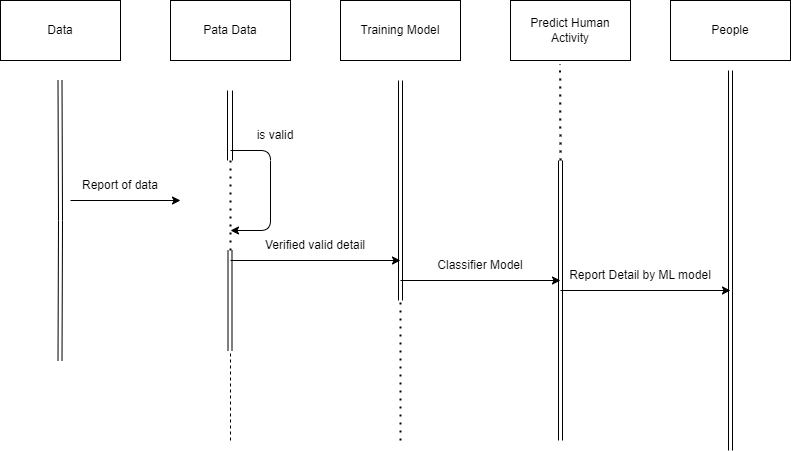 Data
Pata Data
Training Model
Predict Human
Activity
People
is valid
Report of data
Verified valid detail
Classifier Model
Report Detail by ML model